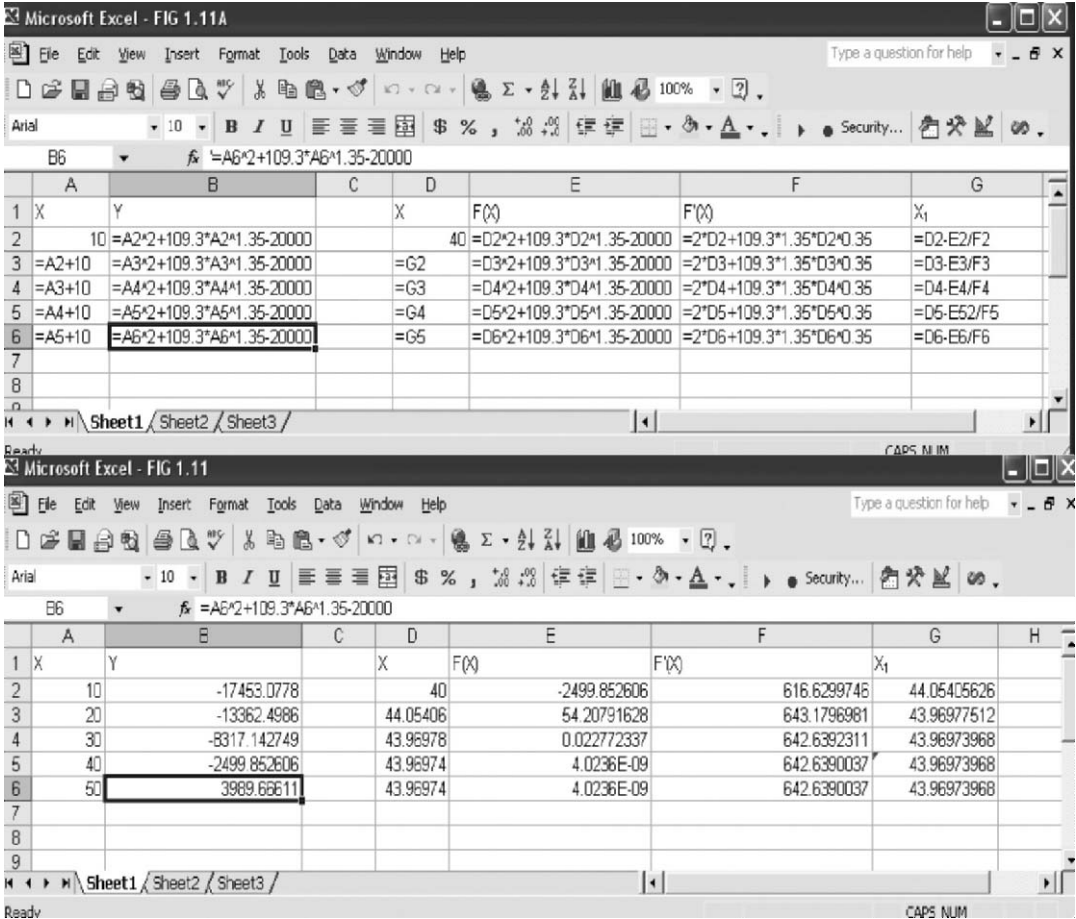 Microsoft Excel - FIG 1.11A
File Edit View Insert Format Tools Data Window Help Type a question for help
100%
Arial 10 B I U $ % , Security...
B6 fx '=A6^2+109.3*A6^1.35-20000
A B C D E F G
1 X Y X F(X) F'(X) X₁
2 10 =A2^2+109.3*A2^1.35-20000 40 =D2^2+109.3*D2^1.35-20000 =2*D2+109.3*1.35*D2^0.35 =D2-E2/F2
3 =A2+10 =A3^2+109.3*A3^1.35-20000 =G2 =D3^2+109.3*D3^1.35-20000 =2*D3+109.3*1.35*D3^0.35 =D3-E3/F3
4 =A3+10 =A4^2+109.3*A4^1.35-20000 =G3 =D4^2+109.3*D4^1.35-20000 =2*D4+109.3*1.35*D4^0.35 =D4-E4/F4
5 =A4+10 =A5^2+109.3*A5^1.35-20000 =G4 =D5^2+109.3*D5^1.35-20000 =2*D5+109.3*1.35*D5^0.35 =D5-E52/F5
6 =A5+10 =A6^2+109.3*A6^1.35-20000 =G5 =D6^2+109.3*D6^1.35-20000 =2*D6+109.3*1.35*D6^0.35 =D6-E6/F6
7
8
9
Sheet1 Sheet2 Sheet3
Ready CAPS NUM
Microsoft Excel - FIG 1.11
File Edit View Insert Format Tools Data Window Help Type a question for help
100%
Arial 10 B I U $ % , Security...
B6 fx =A6^2+109.3*A6^1.35-20000
A B C D E F G H
1 X Y X F(X) F'(X) X₁
2 10 -17453.0778 40 -2499.852606 616.6299746 44.05405626
3 20 -13362.4986 44.05406 54.20791628 643.1796981 43.96977512
4 30 -8317.142749 43.96978 0.022772337 642.6392311 43.96973968
5 40 -2499.852606 43.96974 4.0236E-09 642.6390037 43.96973968
6 50 3989.66611 43.96974 4.0236E-09 642.6390037 43.96973968
7
8
9
Sheet1 Sheet2 Sheet3
Ready CAPS NUM